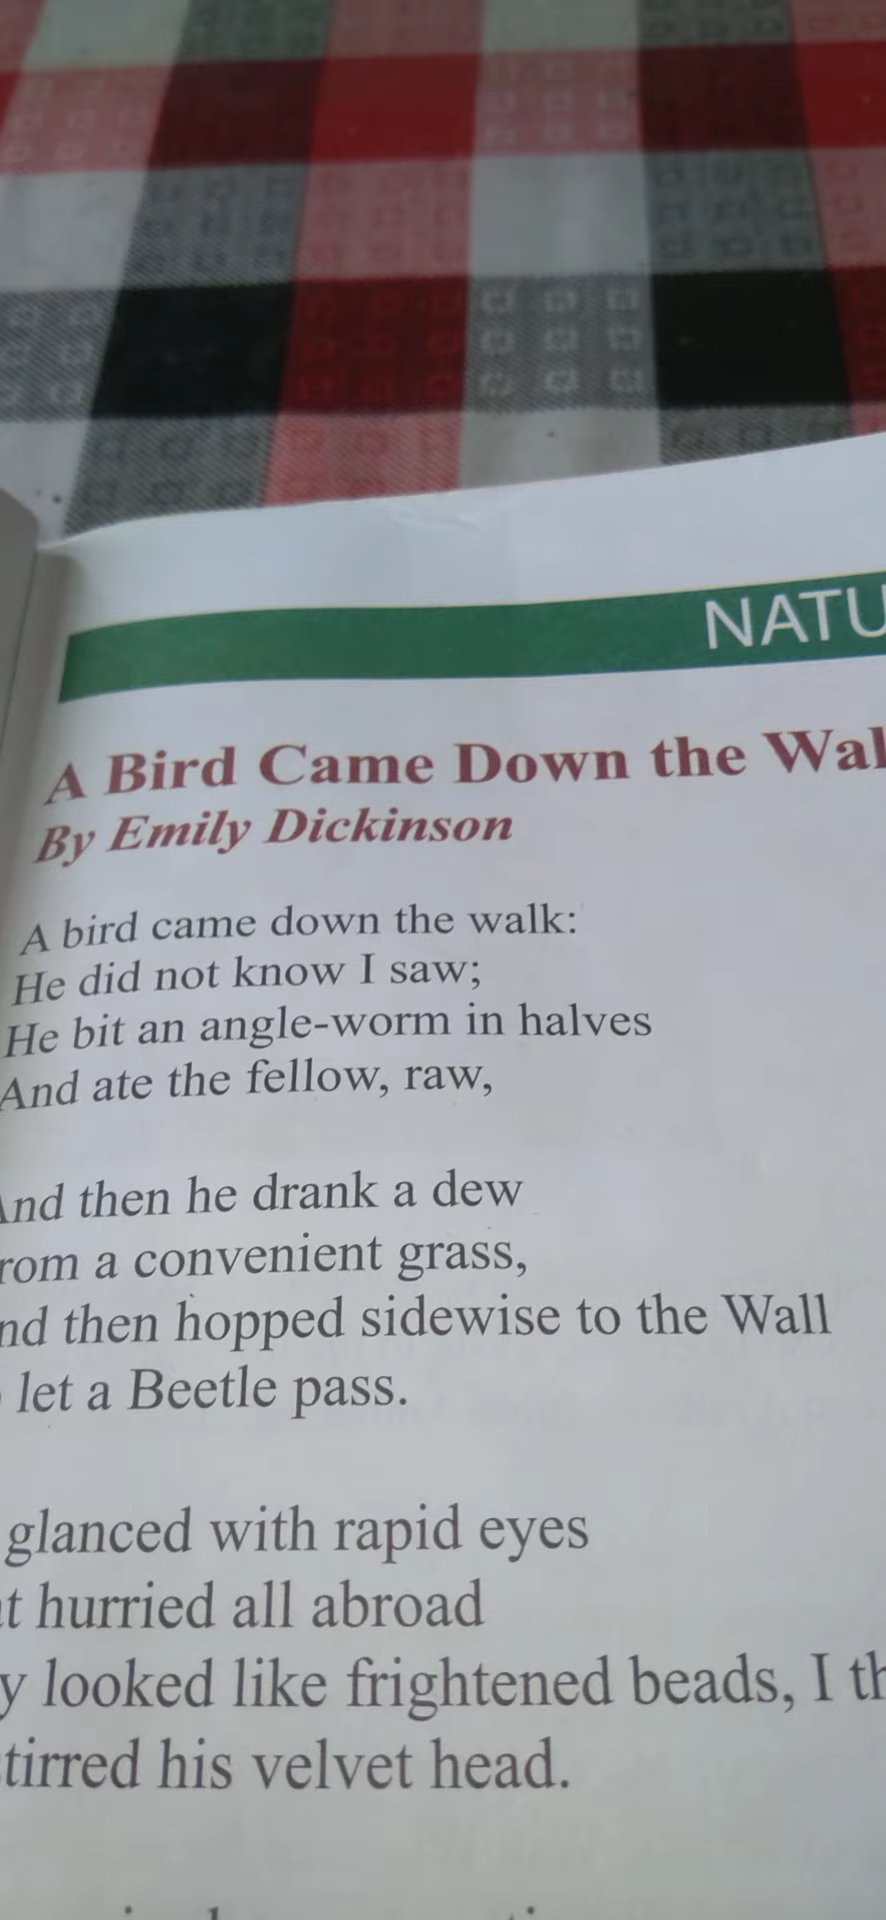 NATU
A Bird Came Down the Wal
By Emily Dickinson
A bird came down the walk:
He did not know I saw;
He bit an angle-worm in halves
And ate the fellow, raw,
And then he drank a dew
rom a convenient grass,
nd then hopped sidewise to the Wall
let a Beetle pass.
glanced with rapid eyes
t hurried all abroad
y looked like frightened beads, I th
tirred his velvet head.